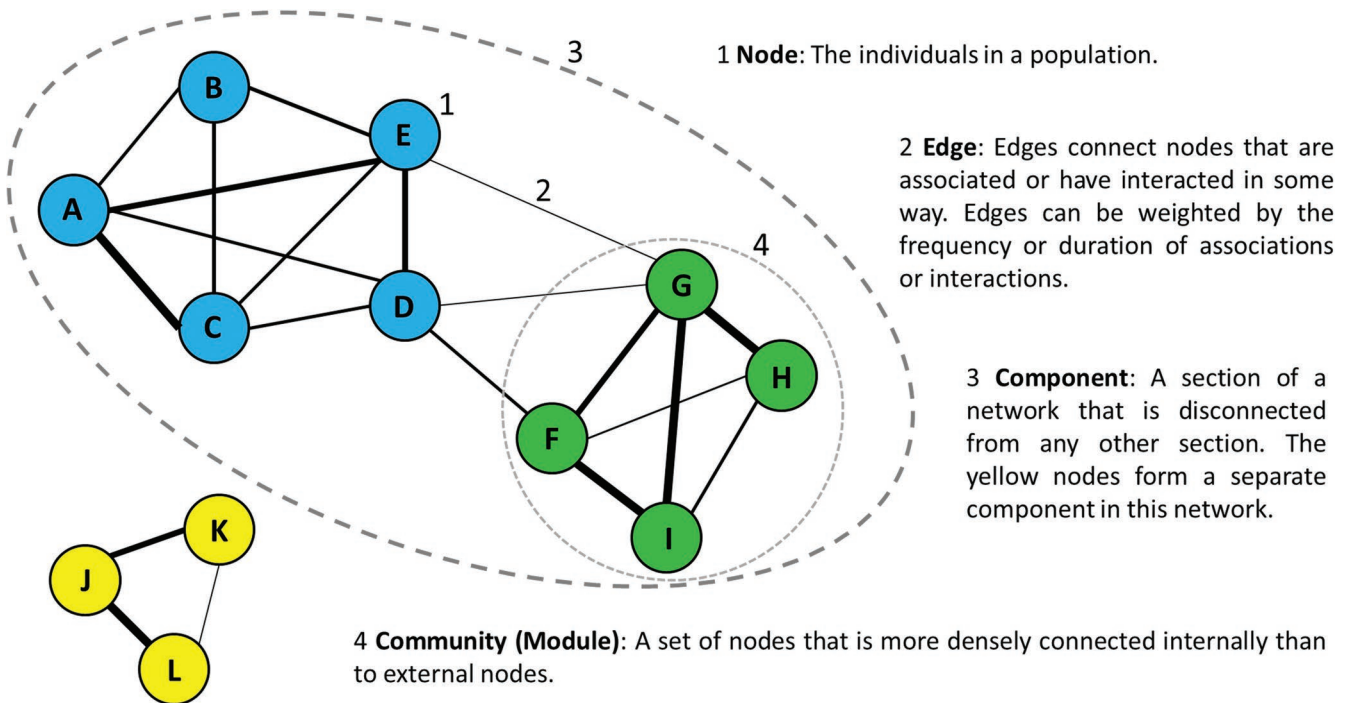 3
1 Node: The individuals in a population.
B
1
E
2 Edge: Edges connect nodes that are
associated or have interacted in some
way. Edges can be weighted by the
frequency or duration of associations
or interactions.
2
A
4
G
D
C
3 Component: A section of a
network that is disconnected
from any other section. The
yellow nodes form a separate
component in this network.
H
F
K
I
J
L
4 Community (Module): A set of nodes that is more densely connected internally than
to external nodes.